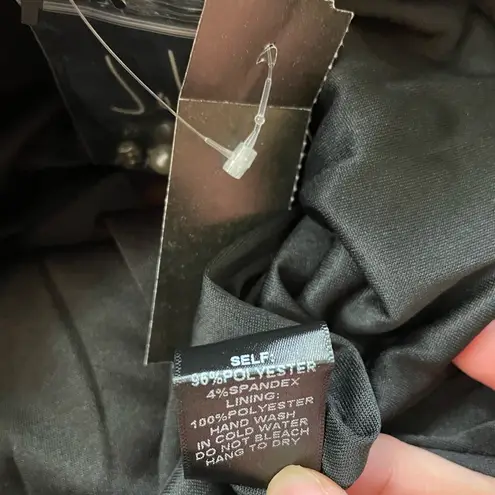 SELF:
96%POLYESTER
4%SPANDEX
LINING:
100%POLYESTER
HAND WASH
IN COLD WATER
DO NOT BLEACH
HANG TO DRY